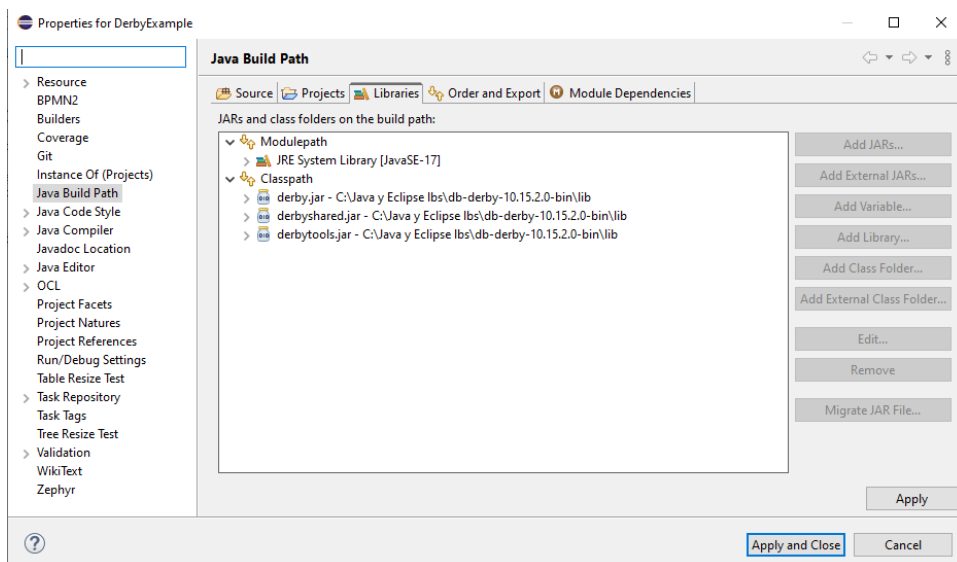 Properties for DerbyExample
Resource
BPMN2
Builders
Coverage
Git
Instance Of (Projects)
Java Build Path
Java Code Style
Java Compiler
Javadoc Location
Java Editor
OCL
Project Facets
Project Natures
Project References
Run/Debug Settings
Table Resize Test
Task Repository
Task Tags
Tree Resize Test
Validation
WikiText
Zephyr
Java Build Path
Source Projects Libraries Order and Export Module Dependencies
JARs and class folders on the build path:
Modulepath
JRE System Library [JavaSE-17]
Classpath
derby.jar - C:\Java y Eclipse lbs\db-derby-10.15.2.0-bin\lib
derbyshared.jar - C:\Java y Eclipse lbs\db-derby-10.15.2.0-bin\lib
derbytools.jar - C:\Java y Eclipse lbs\db-derby-10.15.2.0-bin\lib
Add JARs...
Add External JARs...
Add Variable...
Add Library...
Add Class Folder...
Add External Class Folder...
Edit...
Remove
Migrate JAR File...
Apply
Apply and Close
Cancel